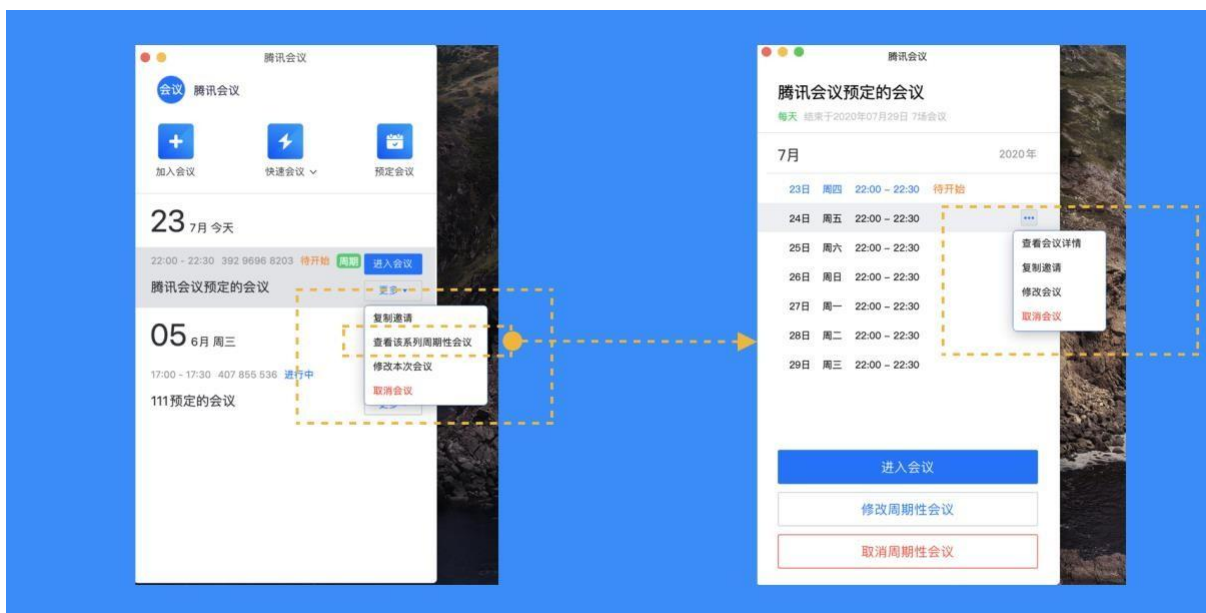 腾讯会议
会议 腾讯会议
加入会议 快速会议 预定会议
23 7月 今天
22:00 - 22:30 392 9696 8203 待开始 周期 进入会议
腾讯会议预定的会议 更多
复制邀请
查看该系列周期性会议
修改本次会议
取消会议
05 6月 周三
17:00 - 17:30 407 855 536 进行中
111预定的会议 更多
腾讯会议
腾讯会议预定的会议
每天 结束于2020年07月29日 7场会议
7月 2020年
23日 周四 22:00 - 22:30 待开始
24日 周五 22:00 - 22:30
25日 周六 22:00 - 22:30
26日 周日 22:00 - 22:30
27日 周一 22:00 - 22:30
28日 周二 22:00 - 22:30
29日 周三 22:00 - 22:30
查看会议详情
复制邀请
修改会议
取消会议
进入会议
修改周期性会议
取消周期性会议